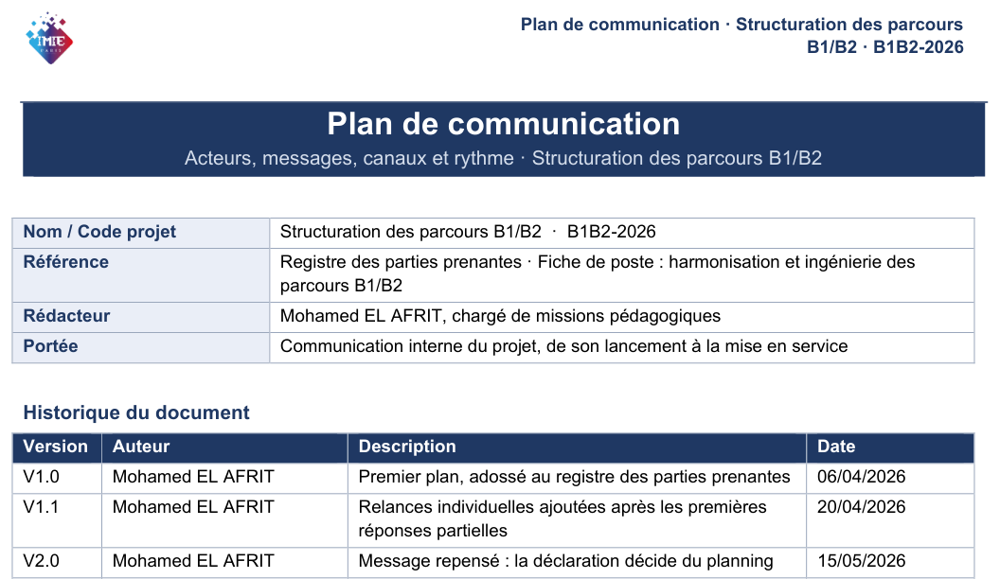 IMIE
PARIS
Plan de communication · Structuration des parcours
B1/B2 · B1B2-2026
Plan de communication
Acteurs, messages, canaux et rythme · Structuration des parcours B1/B2
Nom / Code projet Structuration des parcours B1/B2 · B1B2-2026
Référence Registre des parties prenantes · Fiche de poste : harmonisation et ingénierie des
parcours B1/B2
Rédacteur Mohamed EL AFRIT, chargé de missions pédagogiques
Portée Communication interne du projet, de son lancement à la mise en service
Historique du document
Version Auteur Description Date
V1.0 Mohamed EL AFRIT Premier plan, adossé au registre des parties prenantes 06/04/2026
V1.1 Mohamed EL AFRIT Relances individuelles ajoutées après les premières 20/04/2026
réponses partielles
V2.0 Mohamed EL AFRIT Message repensé : la déclaration décide du planning 15/05/2026